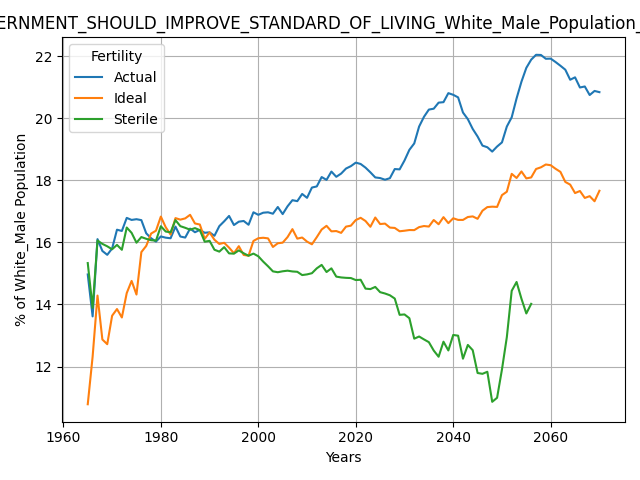 ERNMENT_SHOULD_IMPROVE_STANDARD_OF_LIVING_White_Male_Population_
Fertility
Actual
Ideal
Sterile
% of White_Male Population
22
20
18
16
14
12
1960
1980
2000
2020
2040
2060
Years